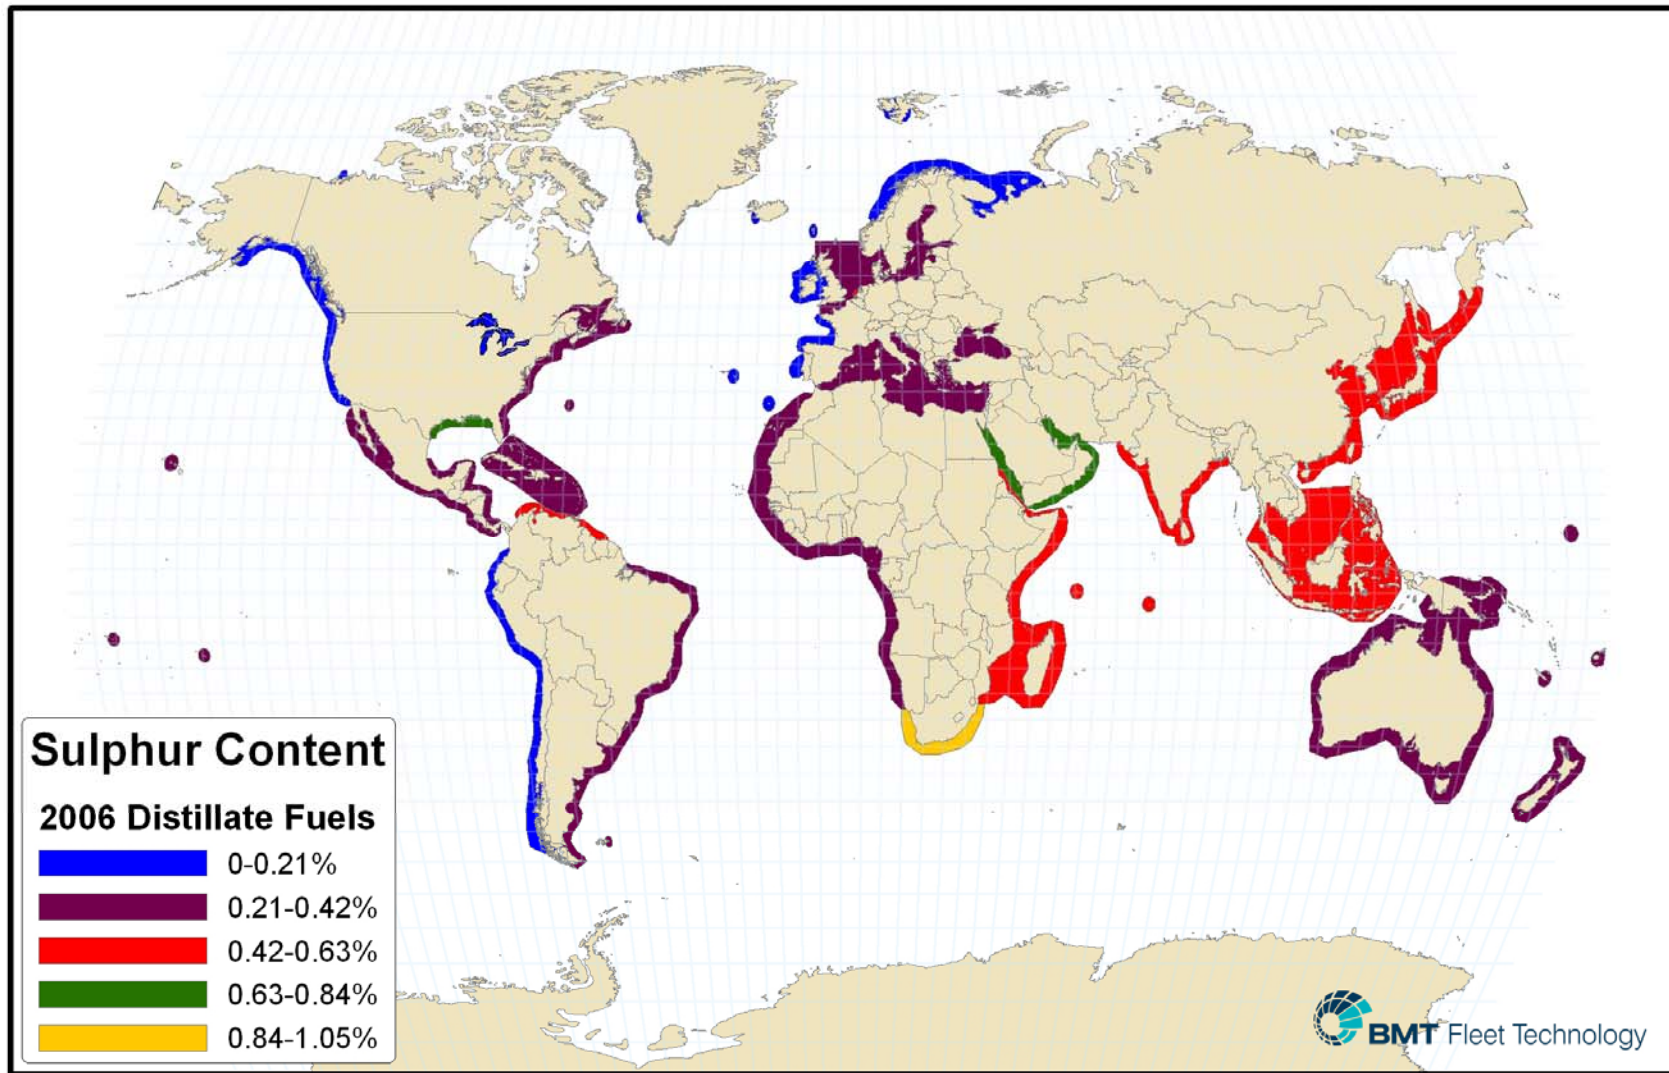 Sulphur Content
2006 Distillate Fuels
0-0.21%
0.21-0.42%
0.42-0.63%
0.63-0.84%
0.84-1.05%
BMT Fleet Technology